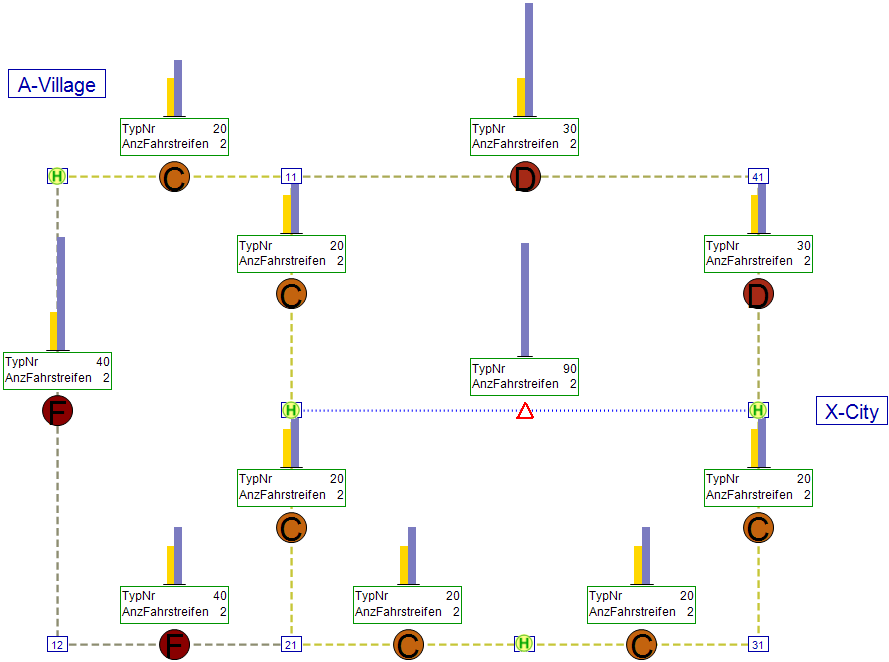 A-Village
TypNr 20
AnzFahrstreifen 2
TypNr 30
AnzFahrstreifen 2
H
C
11
D
41
TypNr 20
AnzFahrstreifen 2
TypNr 30
AnzFahrstreifen 2
C
D
TypNr 40
AnzFahrstreifen 2
TypNr 90
AnzFahrstreifen 2
F
H
H
X-City
TypNr 20
AnzFahrstreifen 2
TypNr 20
AnzFahrstreifen 2
C
C
TypNr 40
AnzFahrstreifen 2
TypNr 20
AnzFahrstreifen 2
TypNr 20
AnzFahrstreifen 2
12
F
21
C
H
C
31